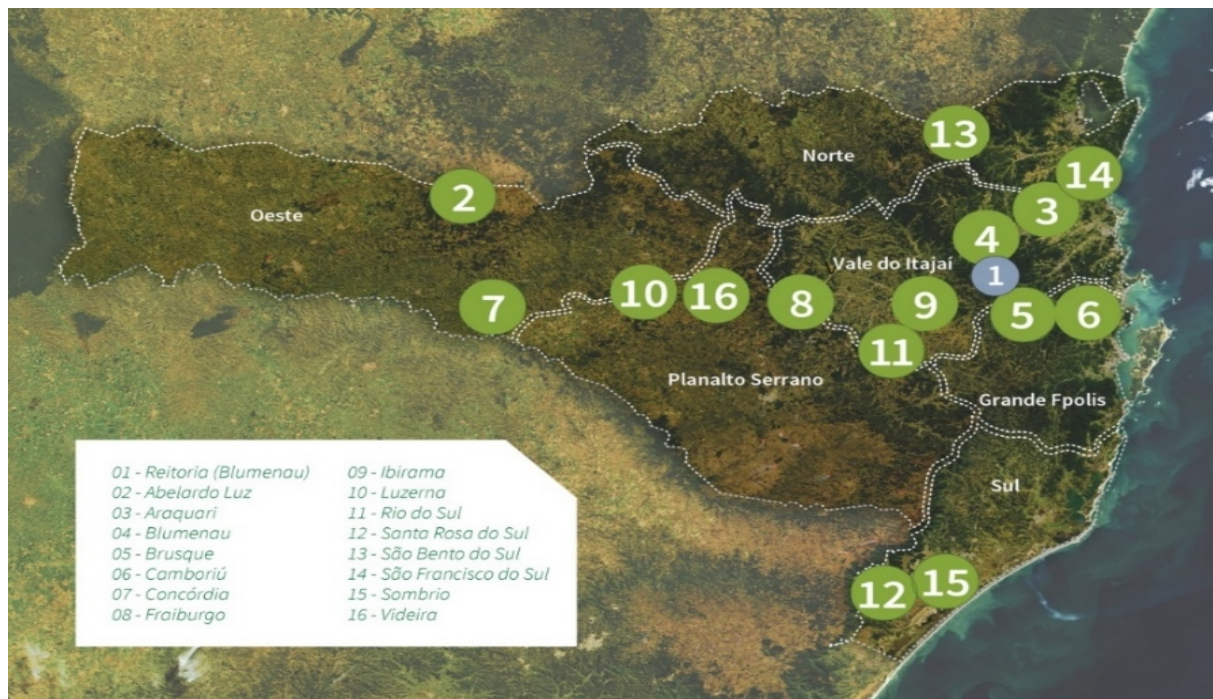 13
Norte
14
2
3
Oeste
4
Vale do Itajaí
1
10
16
8
9
7
5
6
11
Planalto Serrano
Grande Fpolis
Sul
12
15
01 - Reitoria (Blumenau)
02 - Abelardo Luz
03 - Araquari
04 - Blumenau
05 - Brusque
06 - Camboriú
07 - Concórdia
08 - Fraiburgo
09 - Ibirama
10 - Luzerna
11 - Rio do Sul
12 - Santa Rosa do Sul
13 - São Bento do Sul
14 - São Francisco do Sul
15 - Sombrio
16 - Videira